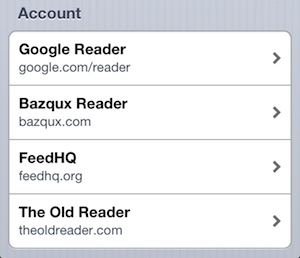 Account
Google Reader
google.com/reader
Bazqux Reader
bazqux.com
FeedHQ
feedhq.org
The Old Reader
theoldreader.com